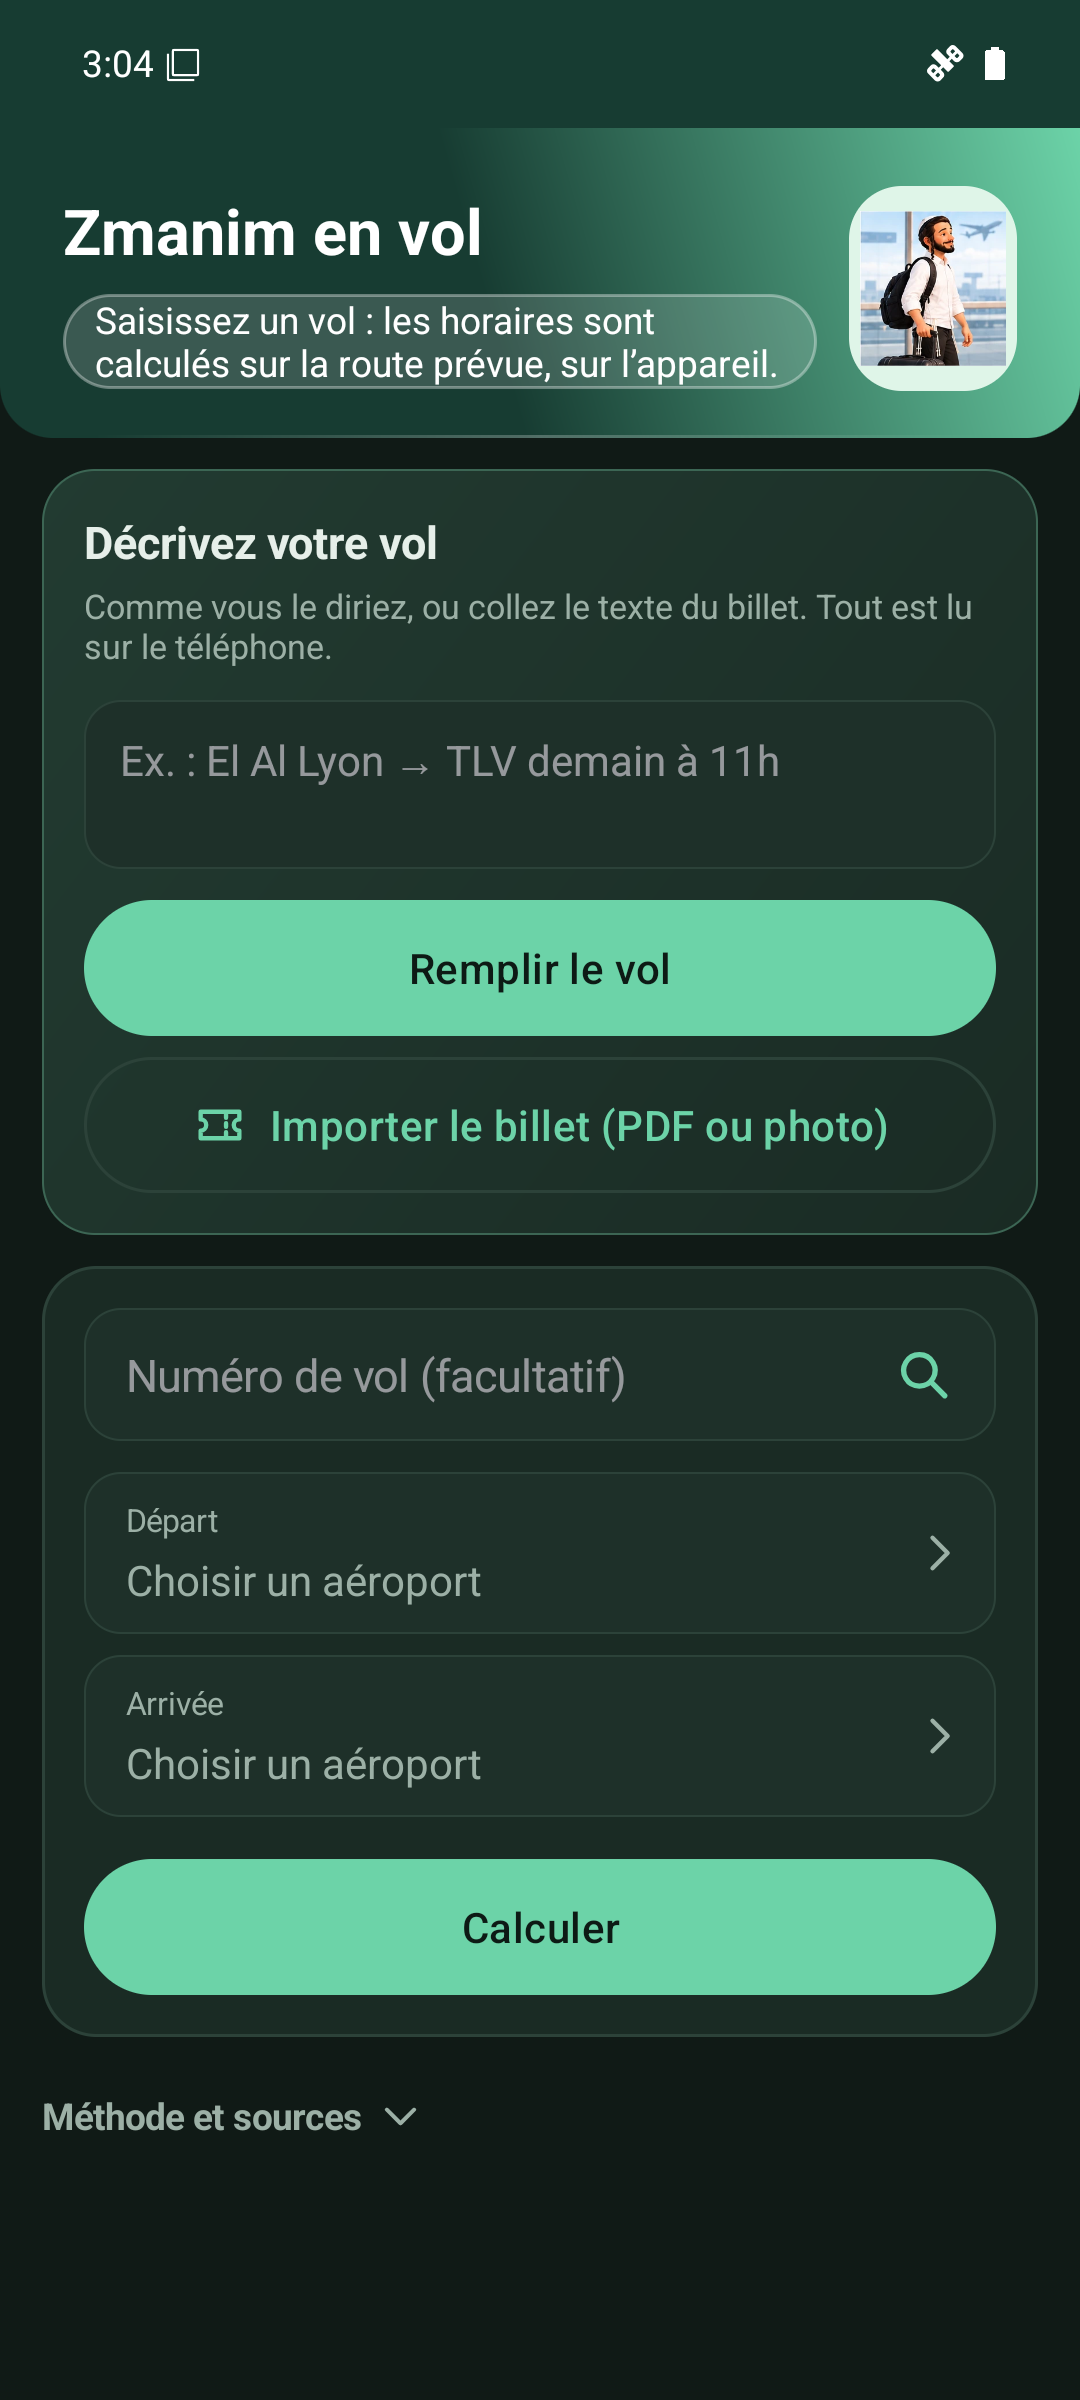 3:04
Zmanim en vol
Saisissez un vol : les horaires sont
calculés sur la route prévue, sur l’appareil.
Décrivez votre vol
Comme vous le diriez, ou collez le texte du billet. Tout est lu
sur le téléphone.
Ex. : El Al Lyon → TLV demain à 11h
Remplir le vol
Importer le billet (PDF ou photo)
Numéro de vol (facultatif)
Départ
Choisir un aéroport
Arrivée
Choisir un aéroport
Calculer
Méthode et sources